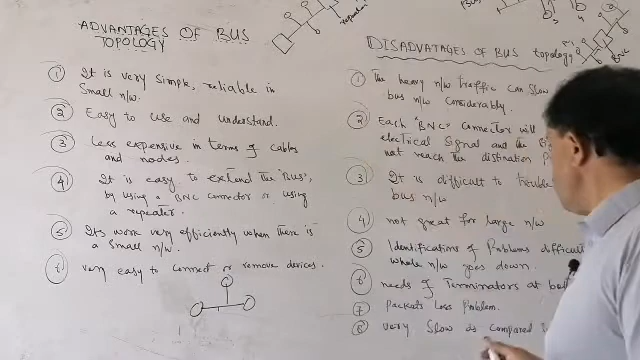 ADVANTAGES OF BUS
TOPOLOGY
① It is very simple, reliable in
Small n/w.
② Easy to use and understand.
③ Less expensive in terms of cables
and nodes.
④ It is easy to extend the "BUS",
by using a BNC connector or using
a repeater.
⑤ Its work very efficiently when there is
a small n/w.
⑥ very easy to connect or remove devices.
repeater
BUS
DISADVATAGES OF BUS topology
① The heavy n/w traffic can slow
bus n/w considerably.
② Each "BNC" connector will
electrical Signal and the
not reach the distination
③ It is difficult to trouble
bus n/w
④ not great for large n/w
⑤ Identifications of Problems difficult
whole n/w goes down.
⑥ needs of Terminators at
⑦ packets Loss Problem.
⑧ very Slow as compared